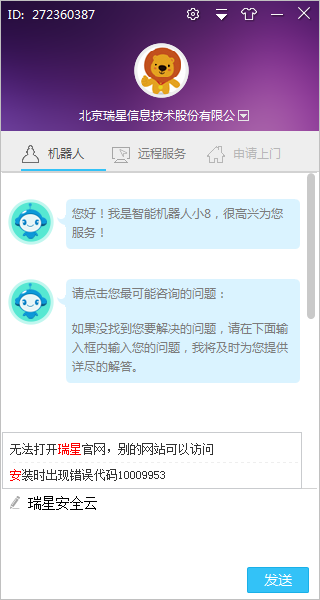 ID: 272360387
北京瑞星信息技术股份有限公
机器人
远程服务
申请上门
您好！我是智能机器人小8，很高兴为您
服务！
请点击您最可能咨询的问题：
如果没找到您要解决的问题，请在下面输
入框内输入您的问题，我将及时为您提供
详尽的解答。
无法打开瑞星官网，别的网站可以访问
安装时出现错误代码10009953
瑞星安全云
发送